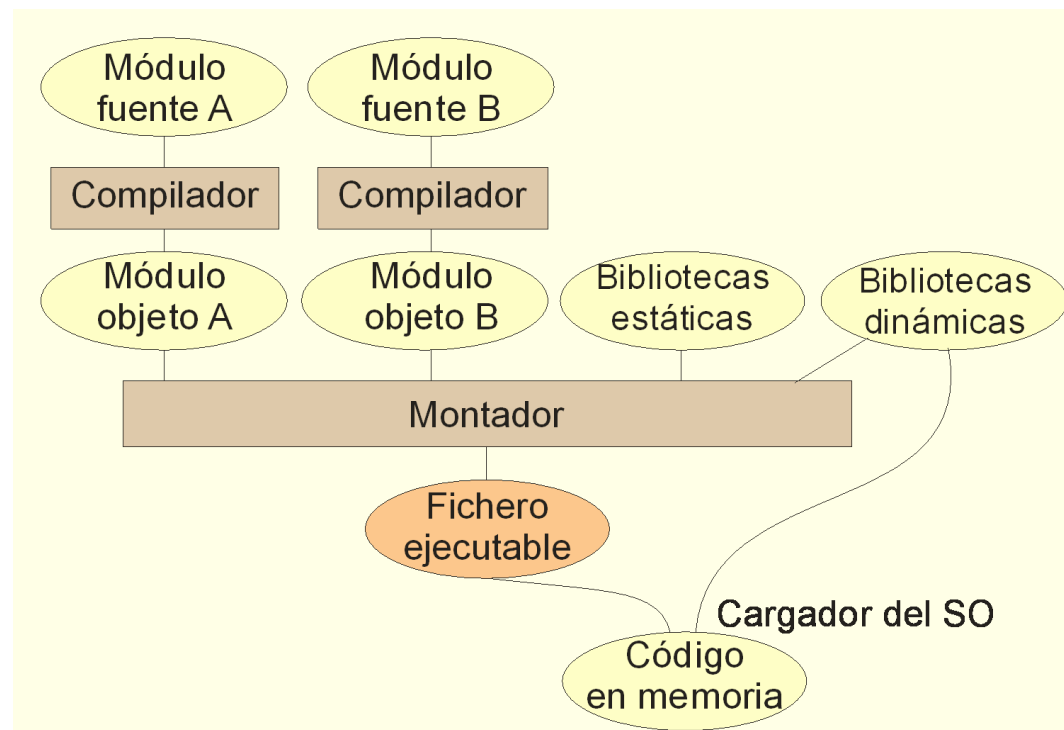 Módulo
fuente A
Módulo
fuente B
Compilador
Compilador
Módulo
objeto A
Módulo
objeto B
Bibliotecas
estáticas
Bibliotecas
dinámicas
Montador
Fichero
ejecutable
Cargador del SO
Código
en memoria